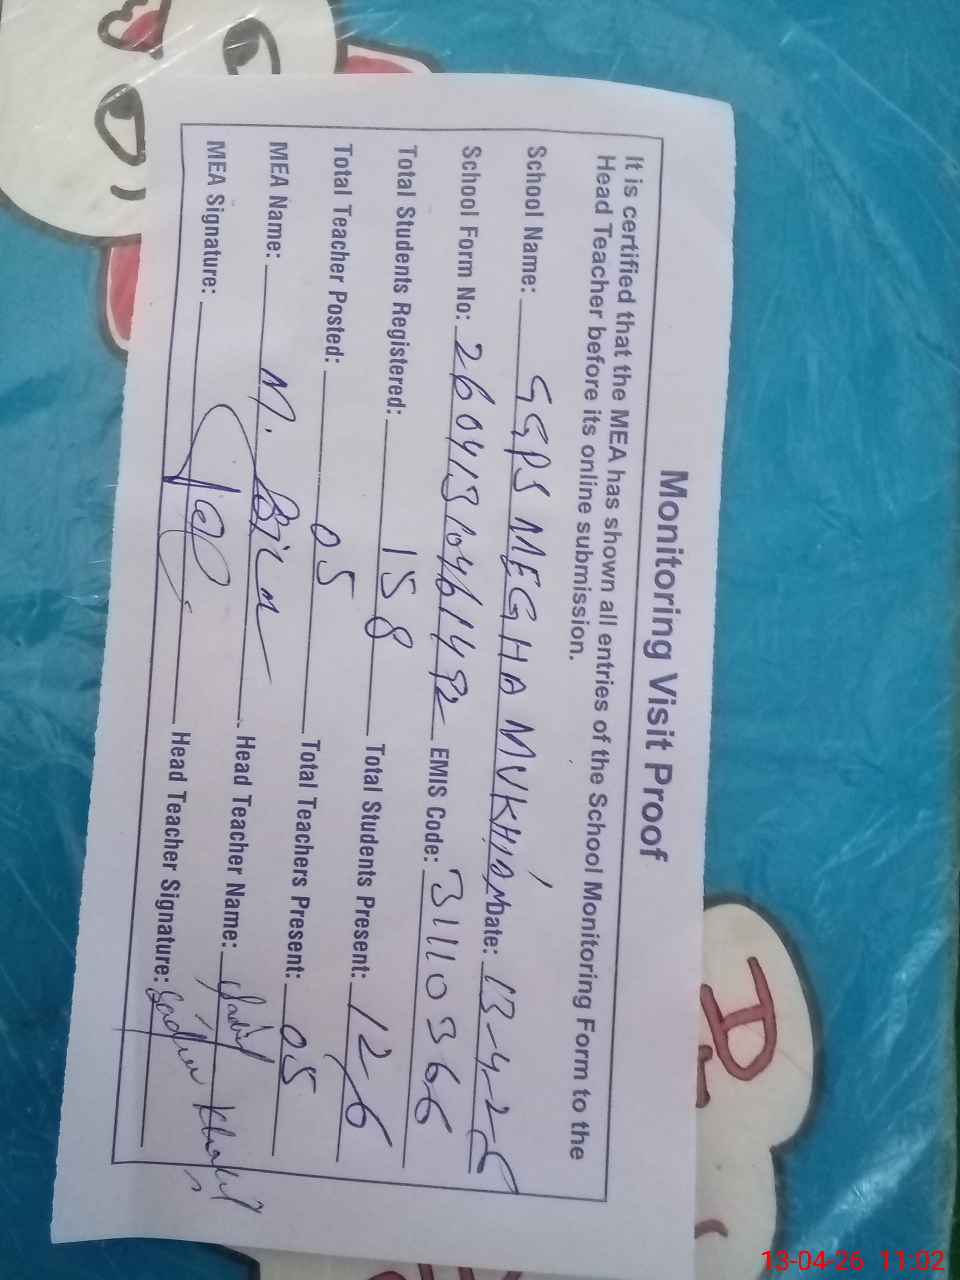 Monitoring Visit Proof
It is certified that the MEA has shown all entries of the School Monitoring Form to the
Head Teacher before its online submission.
School Name: GGPS MEGHA MUKHIAN Date: 13-4-26
School Form No: 26041310461492 EMIS Code: 31110366
Total Students Registered: 158 Total Students Present: 126
Total Teacher Posted: 05 Total Teachers Present: 05
MEA Name: M. Head Teacher Name:
MEA Signature: Head Teacher Signature:
13-04-26 11:02